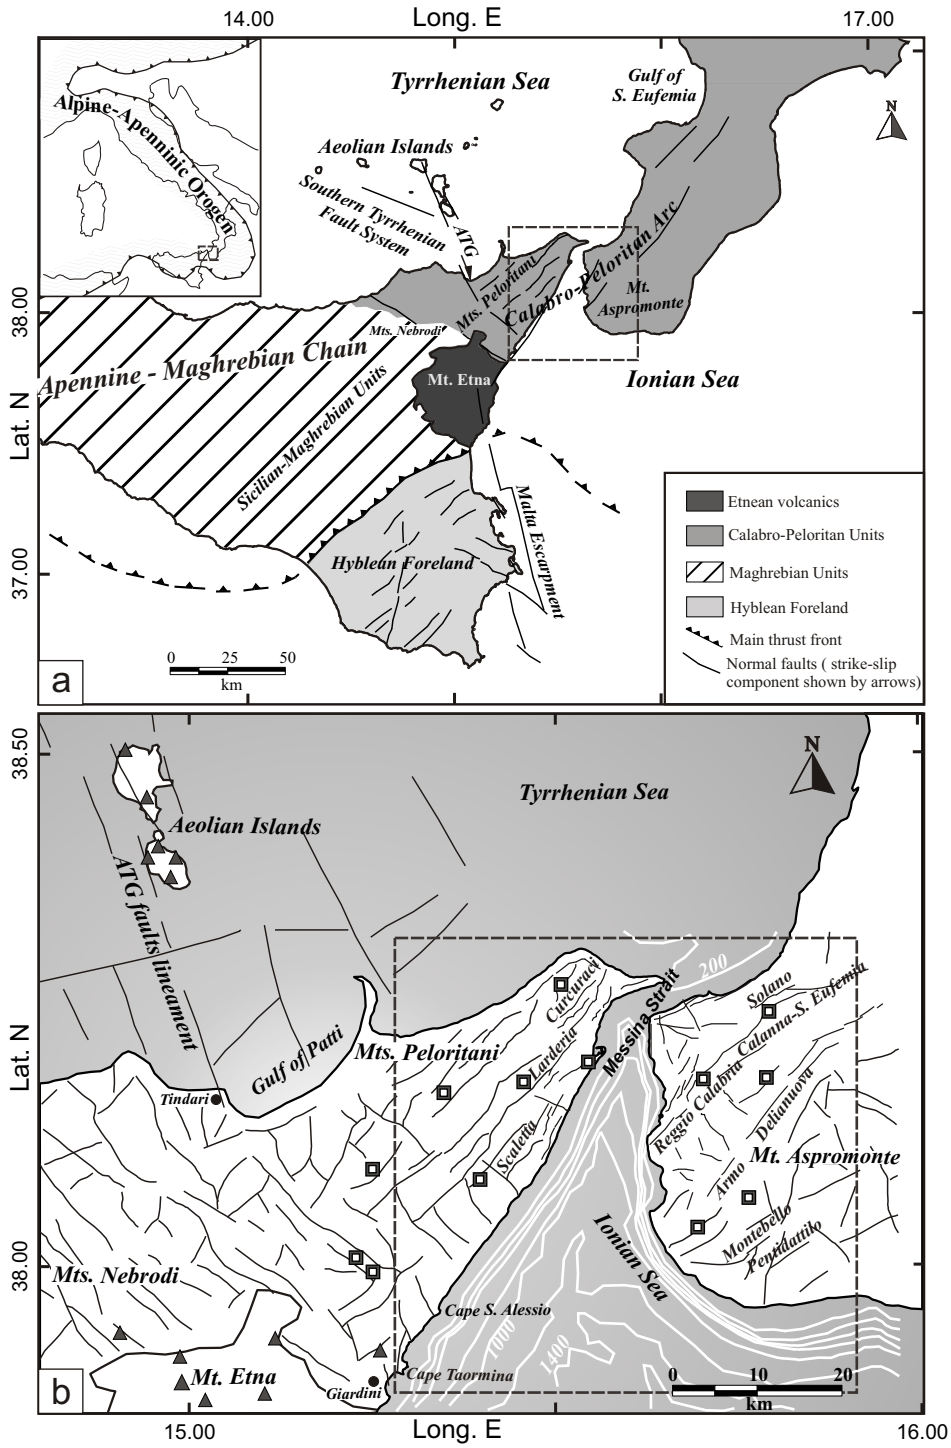 Long. E
14.00
17.00
Alpine-Apenninic Orogen
Tyrrhenian Sea
Gulf of
S. Eufemia
N
Aeolian Islands
Southern Tyrrhenian
Fault System
ATG
Mts. Peloritani
Calabro-Peloritan Arc
Mt.
Aspromonte
38.00
Mts. Nebrodi
Apennine - Maghrebian Chain
Mt. Etna
Ionian Sea
Lat. N
Sicilian-Maghrebian Units
Malta Escarpment
Hyblean Foreland
37.00
Etnean volcanics
Calabro-Peloritan Units
Maghrebian Units
Hyblean Foreland
Main thrust front
Normal faults ( strike-slip
component shown by arrows)
0 25 50
km
a
38.50
N
Tyrrhenian Sea
Aeolian Islands
ATG faults lineament
200
Messina Strait
Curcuraci
Solano
Calanna-S. Eufemia
Lat. N
Gulf of Patti
Mts. Peloritani
Larderia
Reggio Calabria
Delianuova
Tindari
Scaletta
Mt. Aspromonte
Armo
Montebello
Pentidattilo
Ionian Sea
38.00
Mts. Nebrodi
Cape S. Alessio
1000
1400
Mt. Etna
Giardini
Cape Taormina
0 10 20
km
b
15.00
Long. E
16.00